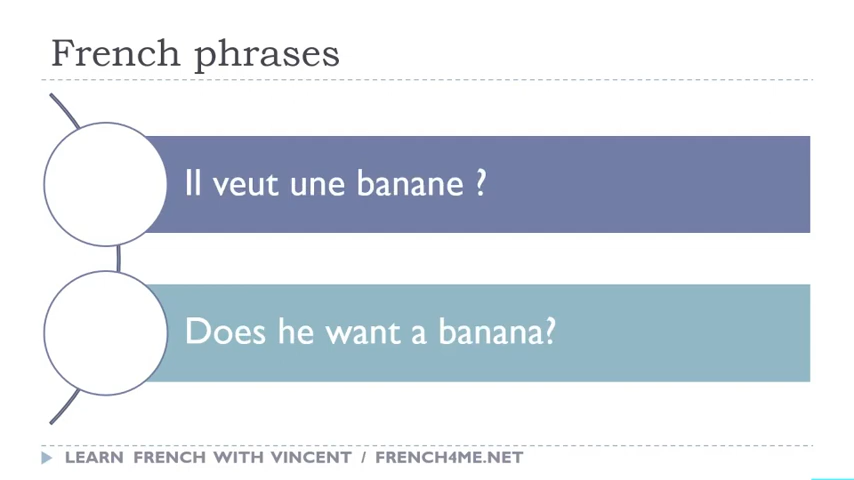 French phrases
Il veut une banane ?
Does he want a banana?
LEARN FRENCH WITH VINCENT / FRENCH4ME.NET